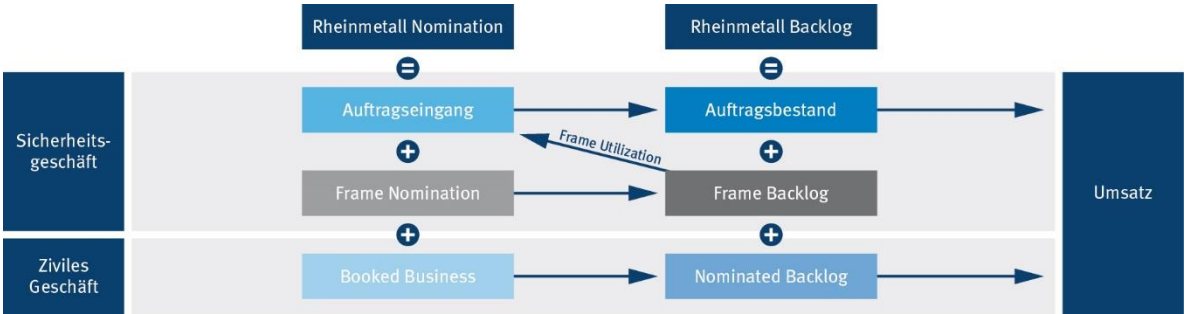 Rheinmetall Nomination
Rheinmetall Backlog
=
=
Sicherheits-
geschäft
Auftragseingang
Auftragsbestand
Frame Utilization
+
+
Frame Nomination
Frame Backlog
Umsatz
+
+
Ziviles
Geschäft
Booked Business
Nominated Backlog